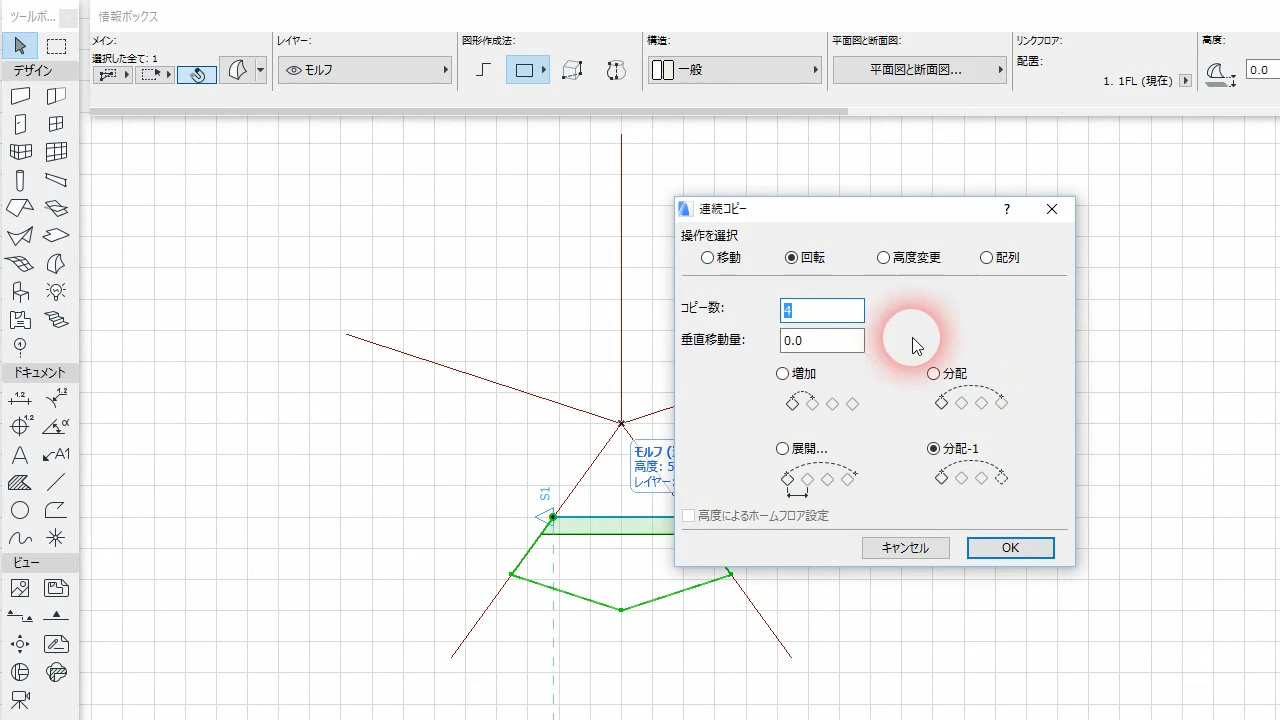 ツールボ...
情報ボックス
メイン:
選択した全て: 1
レイヤー:
モルフ
図形作成法:
構造:
一般
平面図と断面図:
平面図と断面図...
リンクフロア:
配置:
1. 1FL (現在)
高度:
0.0
デザイン
ドキュメント
1.2
1.2
1.2
α
A
A1
ビュー
S1
モルフ (
高度: 5
レイヤー:
連続コピー
?
操作を選択
移動
回転
高度変更
配列
コピー数:
4
垂直移動量:
0.0
増加
分配
展開...
分配-1
高度によるホームフロア設定
キャンセル
OK